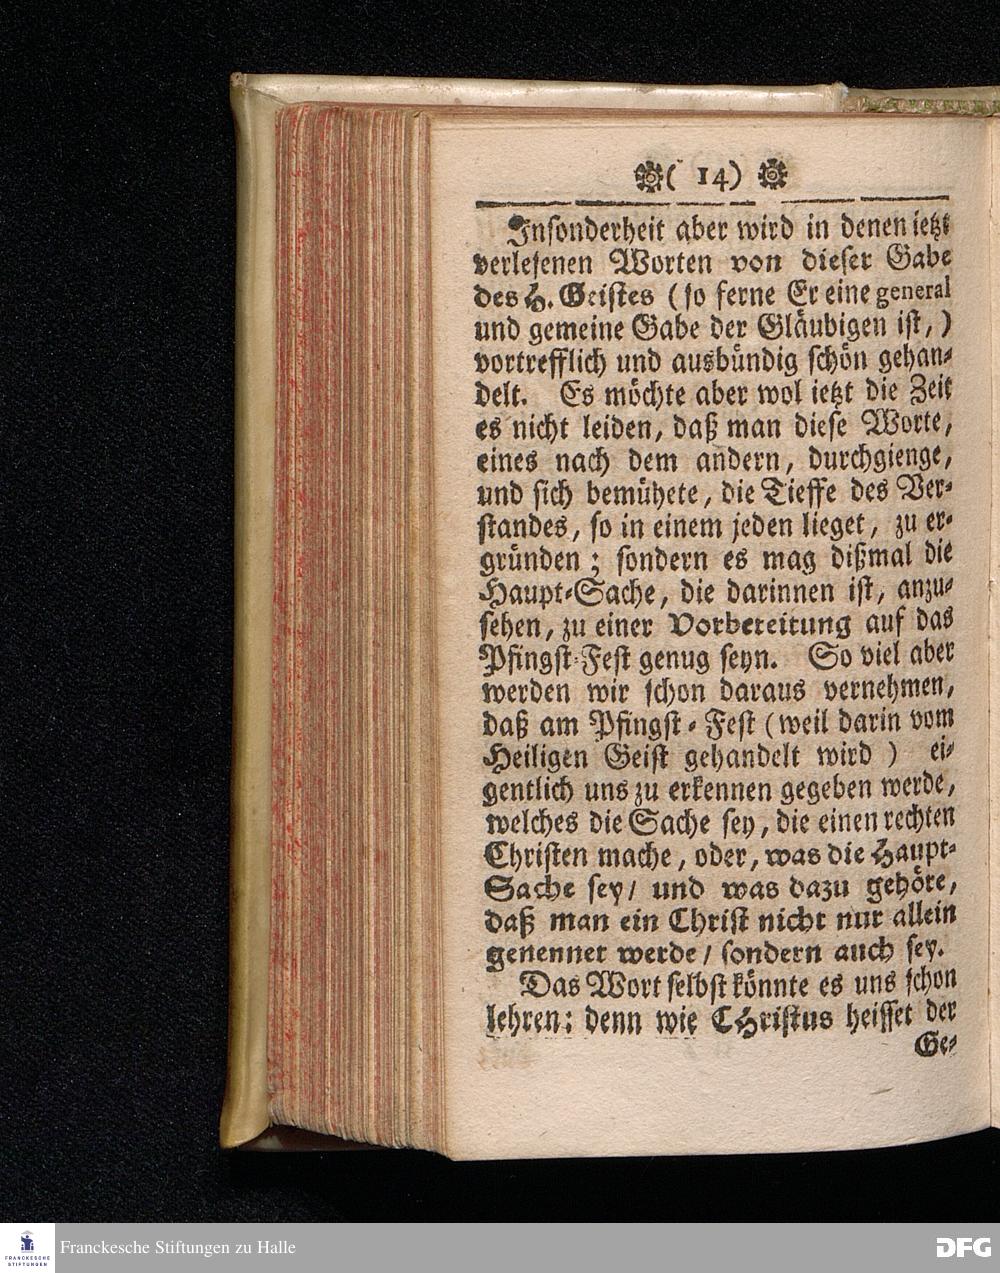 ( 14)
Insonderheit aber wird in denen ietzt
verlesenen Worten von dieser Gabe
des H. Geistes (so ferne Er eine general
und gemeine Gabe der Gläubigen ist,)
vortrefflich und ausbündig schön gehan-
delt. Es möchte aber wol ietzt die Zeit
es nicht leiden, daß man diese Worte,
eines nach dem andern, durchgienge,
und sich bemühete, die Tieffe des Ver-
standes, so in einem jeden lieget, zu er-
gründen; sondern es mag dißmal die
Haupt-Sache, die darinnen ist, anzu-
sehen, zu einer Vorbereitung auf das
Pfingst-Fest genug seyn. So viel aber
werden wir schon daraus vernehmen,
daß am Pfingst-Fest (weil darin vom
Heiligen Geist gehandelt wird) ei-
gentlich uns zu erkennen gegeben werde,
welches die Sache sey, die einen rechten
Christen mache, oder, was die Haupt-
Sache sey/ und was dazu gehöre,
daß man ein Christ nicht nur allein
genennet werde/ sondern auch sey.
Das Wort selbst könnte es uns schon
lehren: denn wie CHristus heisset der
Ge-
FRANCKESCHE
STIFTUNGEN
Franckesche Stiftungen zu Halle
DFG